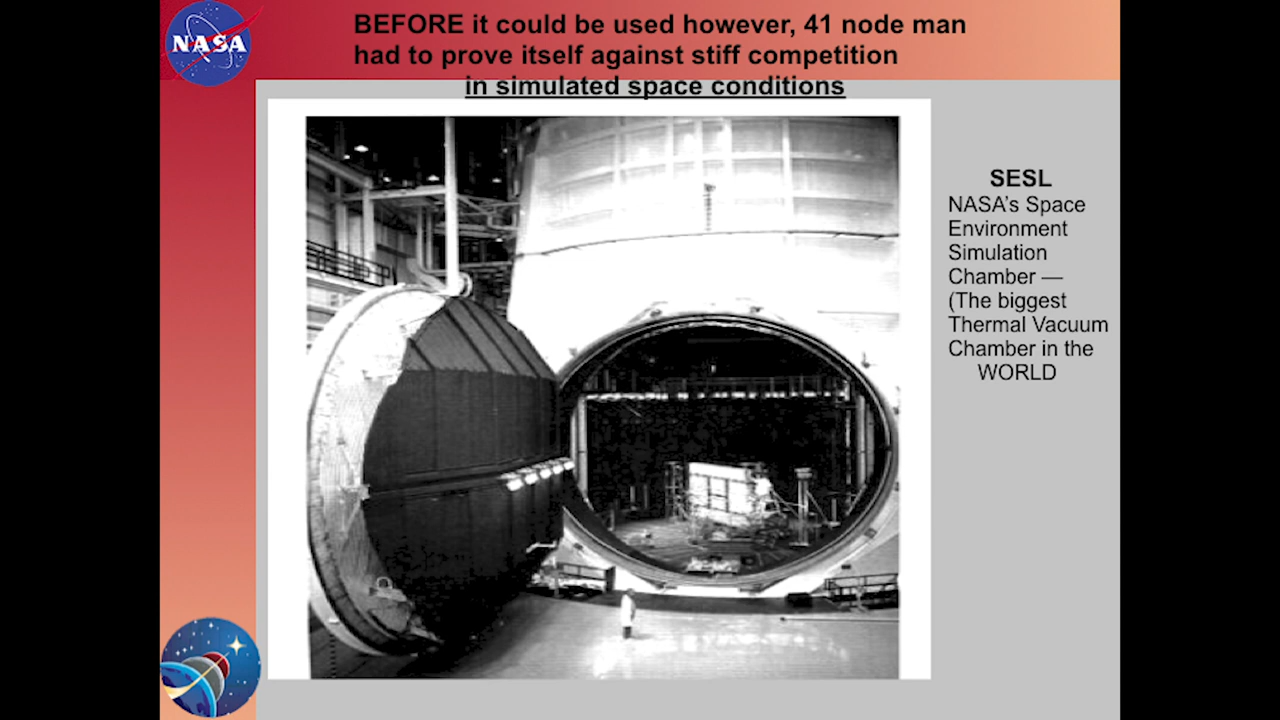 NASA
BEFORE it could be used however, 41 node man
had to prove itself against stiff competition
in simulated space conditions
SESL
NASA's Space
Environment
Simulation
Chamber —
(The biggest
Thermal Vacuum
Chamber in the
WORLD